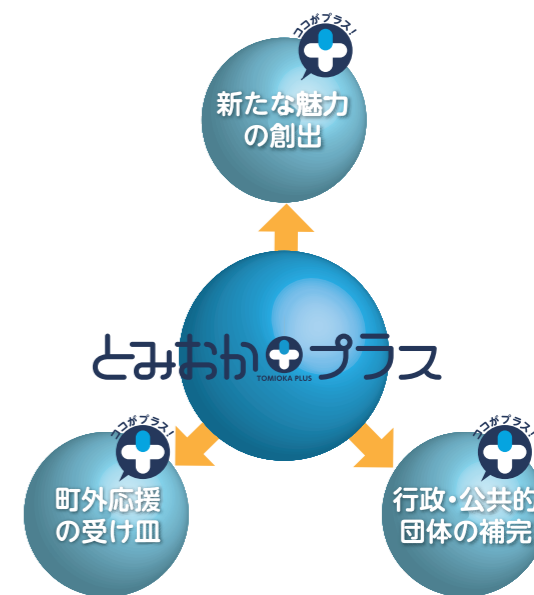 ココがプラス!
新たな魅力
の創出
とみおかプラス
TOMIOKA PLUS
ココがプラス!
町外応援
の受け皿
ココがプラス!
行政・公共的
団体の補完